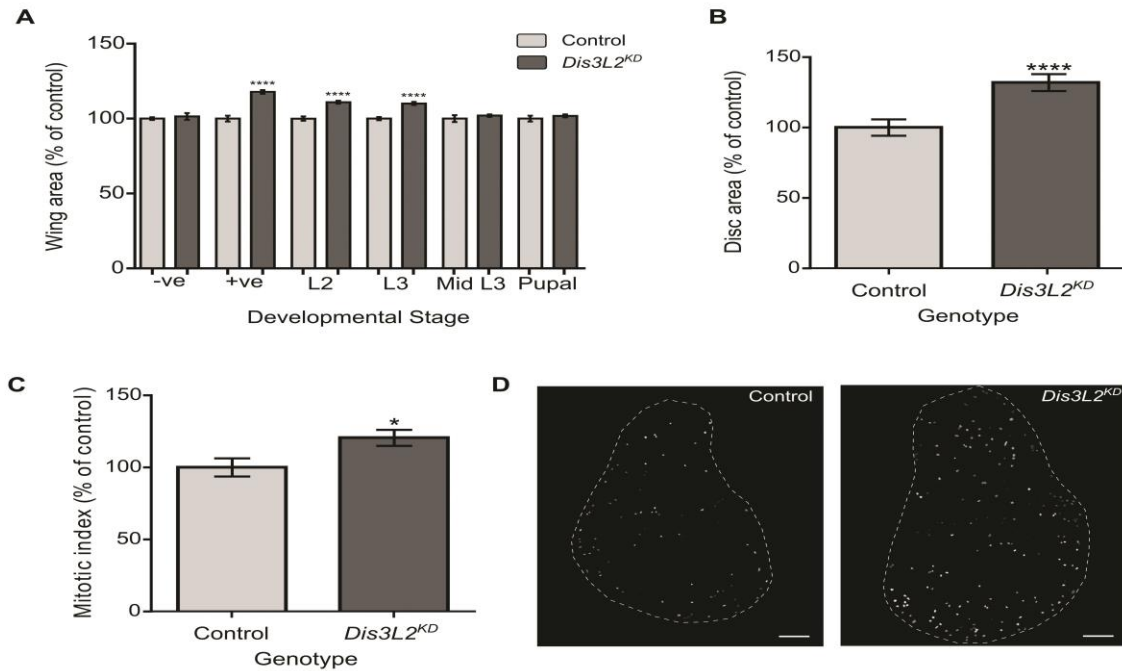 A
Wing area (% of control)
150
100
50
0
**** **** ****
Control
Dis3L2KD
-ve +ve L2 L3 Mid L3 Pupal
Developmental Stage
B
Disc area (% of control)
150
100
50
0
****
Control Dis3L2KD
Genotype
C
Mitotic index (% of control)
150
100
50
0
*
Control Dis3L2KD
Genotype
D
Control
Dis3L2KD